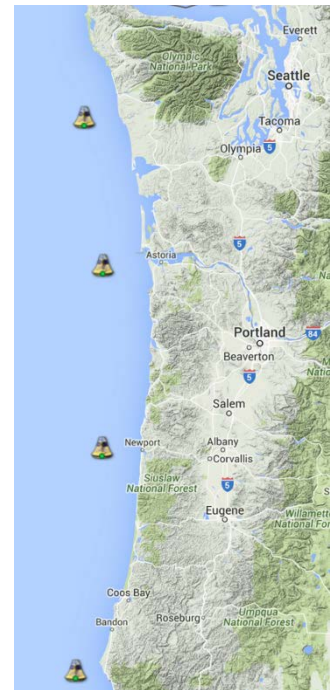 Everett
Olympic
National Park
Seattle
Tacoma
Olympia
5
5
Astoria
Portland
84
Beaverton
5
Salem
Newport
Albany
Corvallis
Siuslaw
National Forest
5
Eugene
Willamette
National For
Coos Bay
Bandon
Roseburg
Umpqua
National Forest